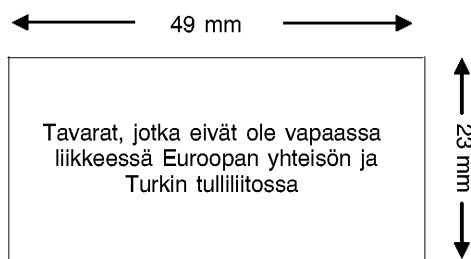 49 mm
Tavarat, jotka eivät ole vapaassa
liikkeessä Euroopan yhteisön ja
Turkin tulliliitossa
23 mm